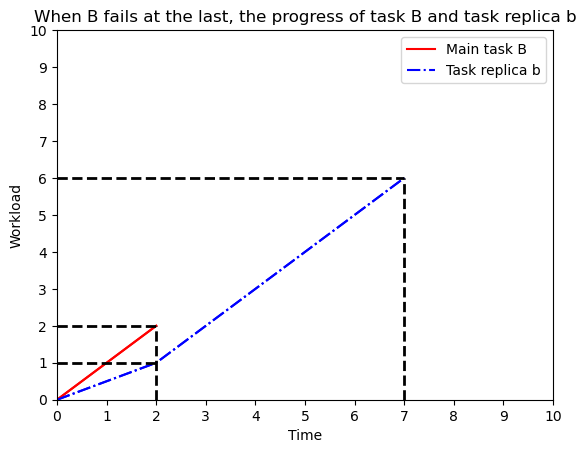 When B fails at the last, the progress of task B and task replica b
10
9
8
7
6
5
4
3
2
1
0
Workload
Main task B
Task replica b
0 1 2 3 4 5 6 7 8 9 10
Time